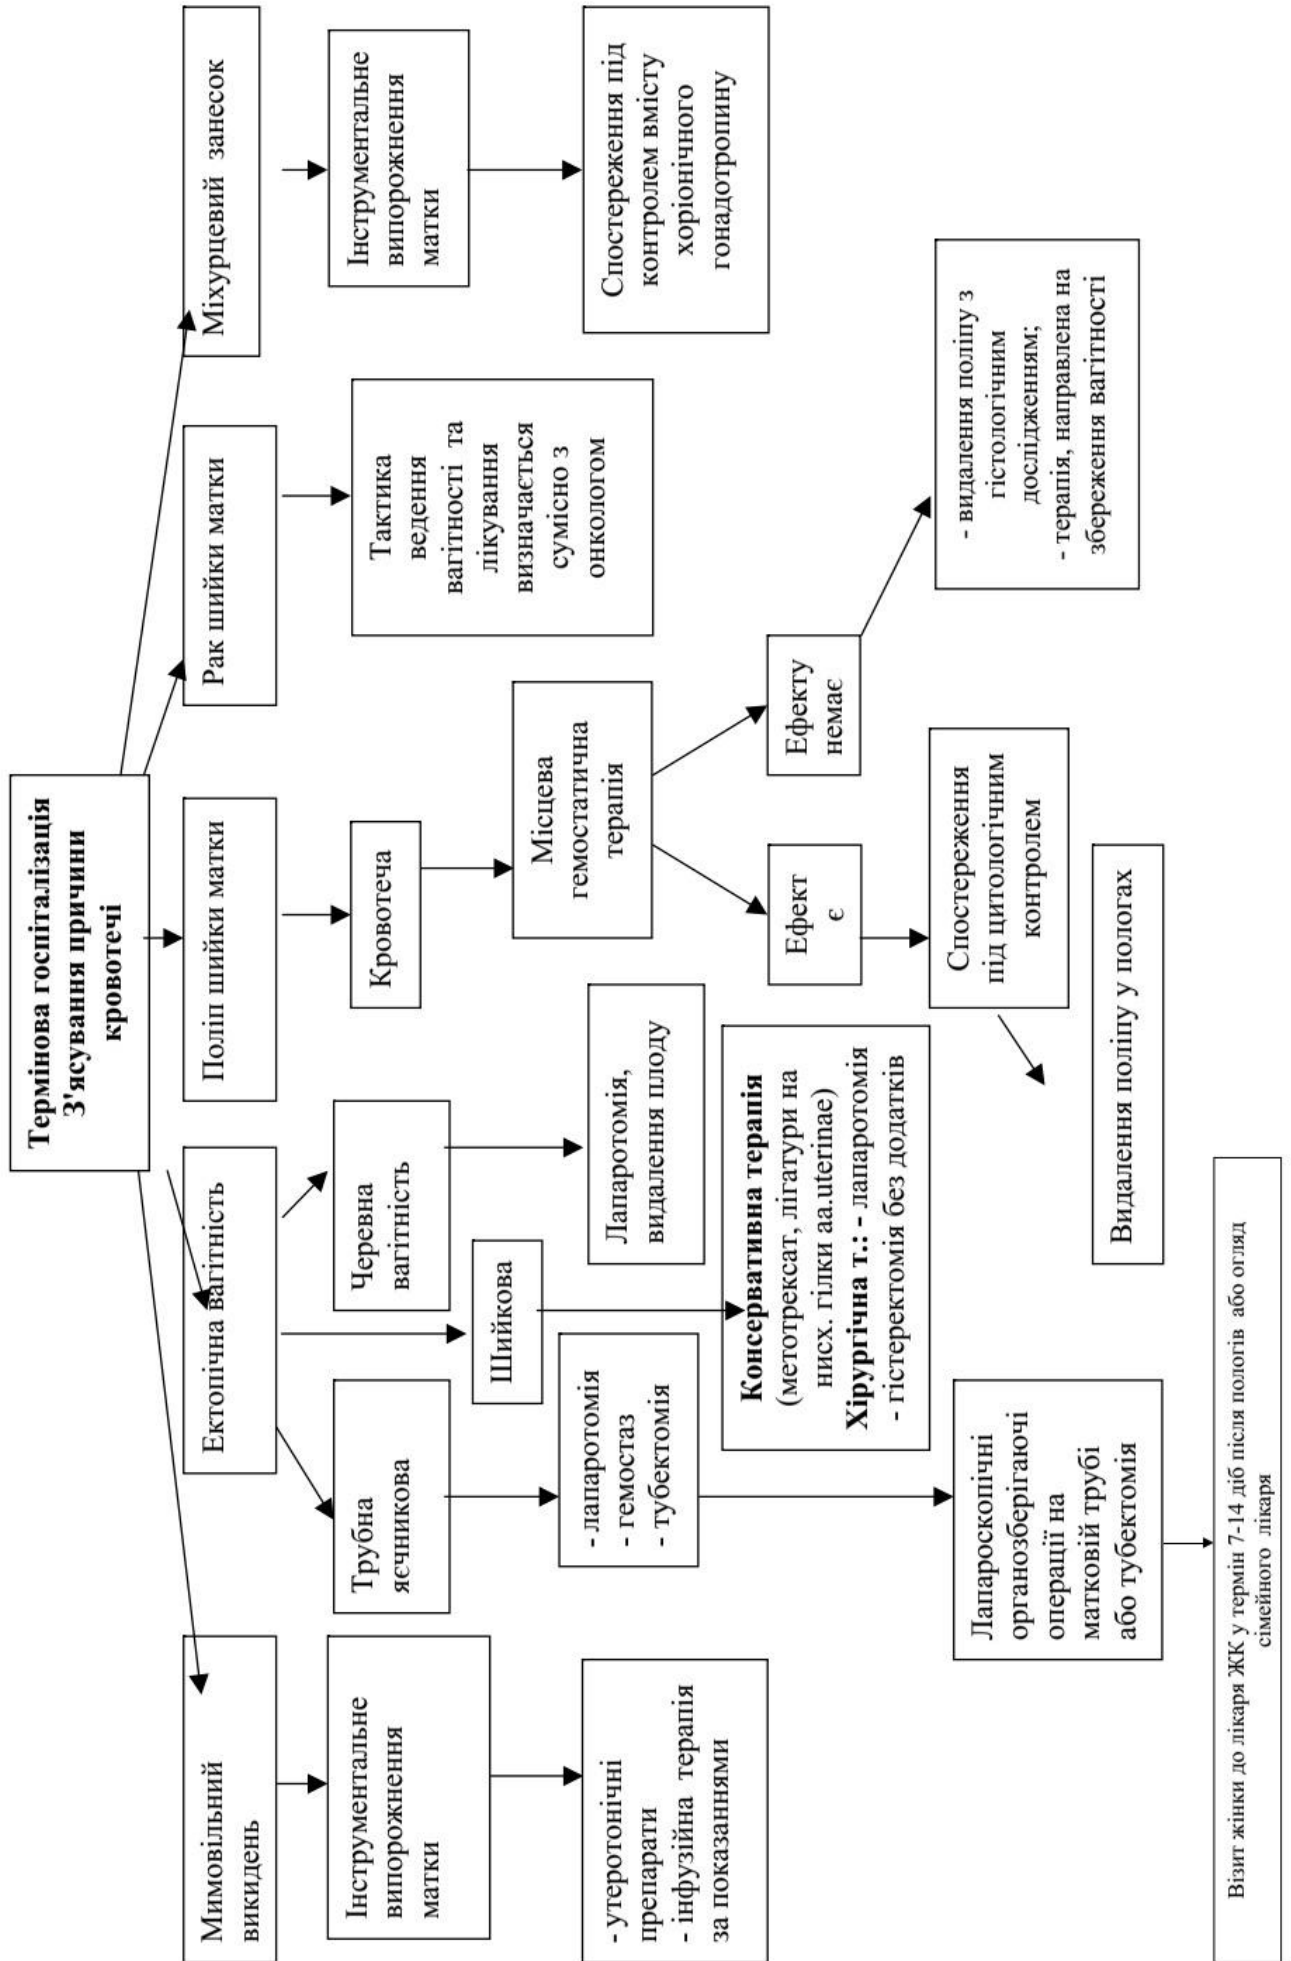 Термінова госпіталізація
З'ясування причини
кровотечі
Мимовільний
викидень
Ектопічна вагітність
Поліп шийки матки
Рак шийки матки
Міхурцевий занесок
Інструментальне
випорожнення
матки
Трубна
яєчникова
Черевна
вагітність
Кровотеча
Тактика
ведення
вагітності та
лікування
визначається
сумісно з
онкологом
Інструментальне
випорожнення
матки
Шийкова
Місцева
гемостатична
терапія
- утеротонічні
препарати
- інфузійна терапія
за показаннями
- лапаротомія
- гемостаз
- тубектомія
Лапаротомія,
видалення плоду
Спостереження під
контролем вмісту
хоріонічного
гонадотропину
Консервативна терапія
(метотрексат, лігатури на
нисх. гілки aa.uterinae)
Хірургічна т.: - лапаротомія
- гістеректомія без додатків
Ефект
є
Ефекту
немає
Лапароскопічні
органозберігаючі
операції на
матковій трубі
або тубектомія
Спостереження
під цитологічним
контролем
- видалення поліпу з
гістологічним
дослідженням;
- терапія, направлена на
збереження вагітності
Видалення поліпу у пологах
Візит жінки до лікаря ЖК у термін 7-14 діб після пологів або огляд
сімейного лікаря